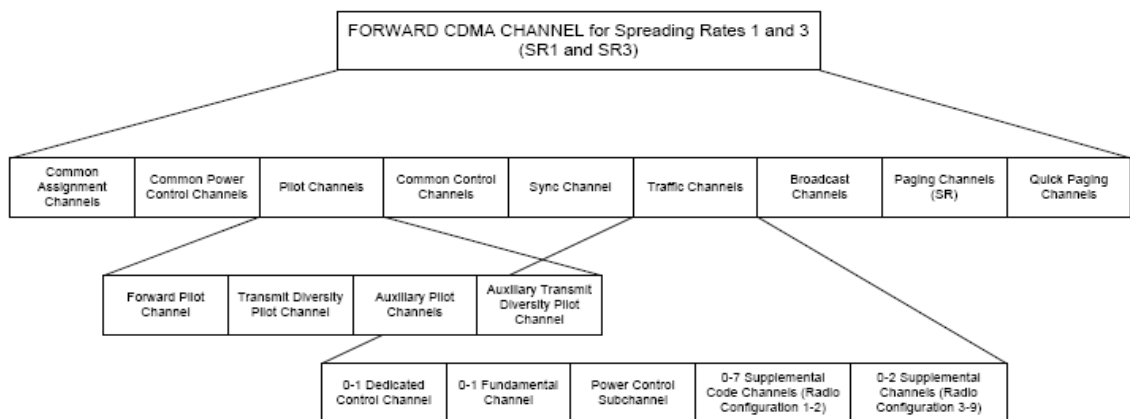 FORWARD CDMA CHANNEL for Spreading Rates 1 and 3
(SR1 and SR3)
Common
Assignment
Channels
Common Power
Control Channels
Pilot Channels
Common Control
Channels
Sync Channel
Traffic Channels
Broadcast
Channels
Paging Channels
(SR)
Quick Paging
Channels
Forward Pilot
Channel
Transmit Diversity
Pilot Channel
Auxiliary Pilot
Channels
Auxiliary Transmit
Diversity Pilot
Channel
0-1 Dedicated
Control Channel
0-1 Fundamental
Channel
Power Control
Subchannel
0-7 Supplemental
Code Channels (Radio
Configuration 1-2)
0-2 Supplemental
Channels (Radio
Configuration 3-9)